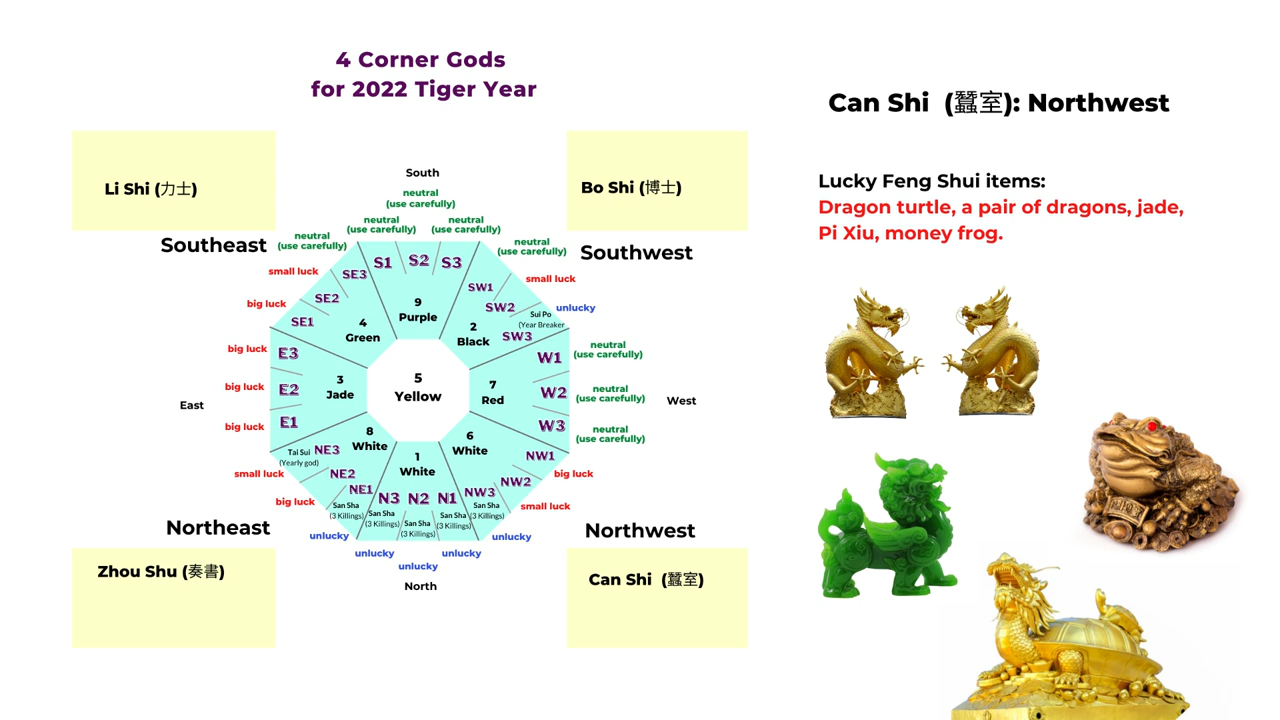 4 Corner Gods
for 2022 Tiger Year
Can Shi (蠶室): Northwest
Lucky Feng Shui items:
Dragon turtle, a pair of dragons, jade,
Pi Xiu, money frog.
Li Shi (力士)
Bo Shi (博士)
Southeast
Southwest
South
neutral
(use carefully)
neutral
(use carefully)
neutral
(use carefully)
neutral
(use carefully)
neutral
(use carefully)
small luck
small luck
big luck
unlucky
S1
S2
S3
SE3
SE2
SE1
SW1
SW2
Sui Po
(Year Breaker
SW3
9
Purple
4
Green
2
Black
big luck
E3
W1
neutral
(use carefully)
East
big luck
E2
3
Jade
5
Yellow
7
Red
W2
neutral
(use carefully)
West
big luck
E1
W3
neutral
(use carefully)
8
White
1
White
6
White
Tai Sui
(Yearly god)
NE3
NE2
NE1
San Sha
(3 Killings)
N3
San Sha
(3 Killings)
N2
San Sha
(3 Killings)
N1
San Sha
(3 Killings)
NW3
San Sha
(3 Killings)
NW2
NW1
small luck
big luck
big luck
small luck
unlucky
unlucky
unlucky
unlucky
unlucky
North
Northeast
Northwest
Zhou Shu (奏書)
Can Shi (蠶室)